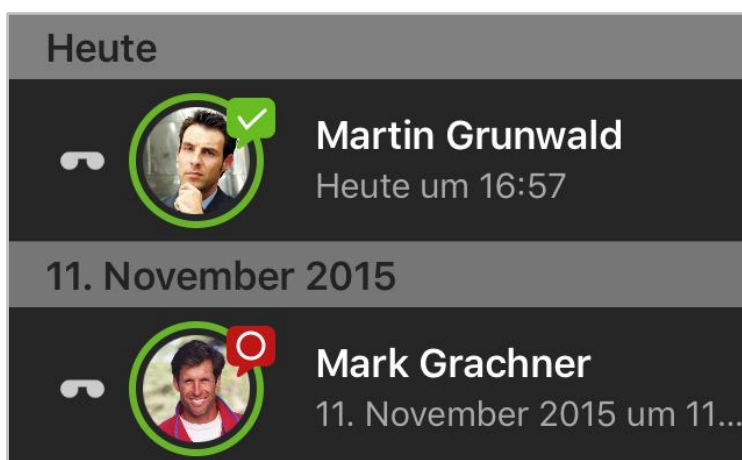 Heute
Martin Grunwald
Heute um 16:57
11. November 2015
Mark Grachner
11. November 2015 um 11...